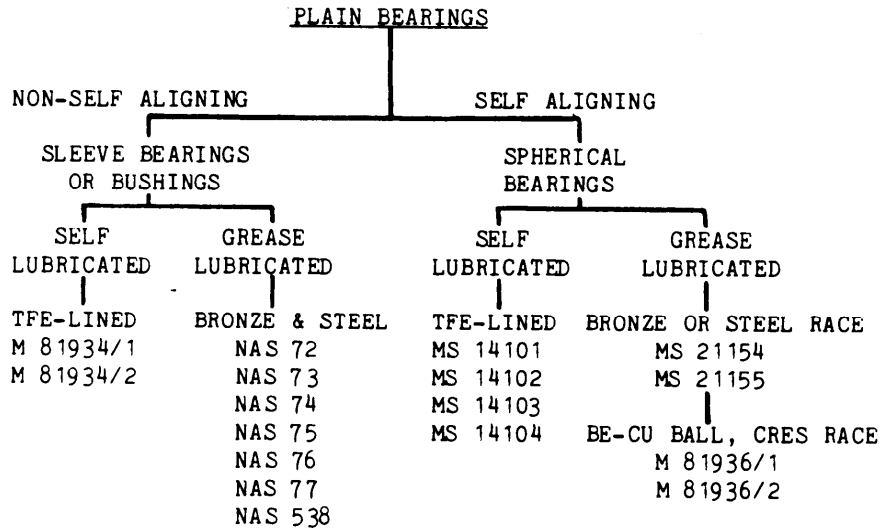 PLAIN BEARINGS
NON-SELF ALIGNING
SELF ALIGNING
SLEEVE BEARINGS
OR BUSHINGS
SPHERICAL
BEARINGS
SELF
LUBRICATED
GREASE
LUBRICATED
SELF
LUBRICATED
GREASE
LUBRICATED
TFE-LINED
M 81934/1
M 81934/2
BRONZE & STEEL
NAS 72
NAS 73
NAS 74
NAS 75
NAS 76
NAS 77
NAS 538
TFE-LINED
MS 14101
MS 14102
MS 14103
MS 14104
BRONZE OR STEEL RACE
MS 21154
MS 21155
BE-CU BALL, CRES RACE
M 81936/1
M 81936/2